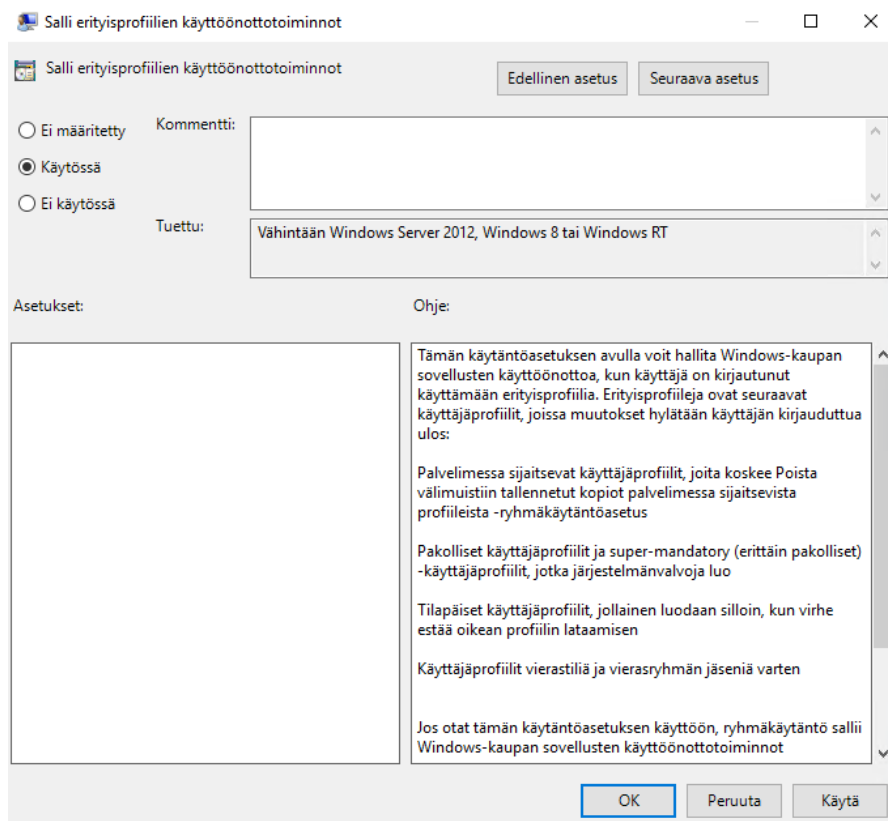 Salli erityisprofiilien käyttöönottotoiminnot
Salli erityisprofiilien käyttöönottotoiminnot
Edellinen asetus
Seuraava asetus
Ei määritetty
Käytössä
Ei käytössä
Kommentti:
Tuettu:
Vähintään Windows Server 2012, Windows 8 tai Windows RT
Asetukset:
Ohje:
Tämän käytäntöasetuksen avulla voit hallita Windows-kaupan
sovellusten käyttöönottoa, kun käyttäjä on kirjautunut
käyttämään erityisprofiilia. Erityisprofiileja ovat seuraavat
käyttäjäprofiilit, joissa muutokset hylätään käyttäjän kirjauduttua
ulos:
Palvelimessa sijaitsevat käyttäjäprofiilit, joita koskee Poista
välimuistiin tallennetut kopiot palvelimessa sijaitsevista
profiileista -ryhmäkäytäntöasetus
Pakolliset käyttäjäprofiilit ja super-mandatory (erittäin pakolliset)
-käyttäjäprofiilit, jotka järjestelmänvalvoja luo
Tilapäiset käyttäjäprofiilit, jollainen luodaan silloin, kun virhe
estää oikean profiilin lataamisen
Käyttäjäprofiilit vierastiliä ja vierasryhmän jäseniä varten
Jos otat tämän käytäntöasetuksen käyttöön, ryhmäkäytäntö sallii
Windows-kaupan sovellusten käyttöönottotoiminnot
OK
Peruuta
Käytä